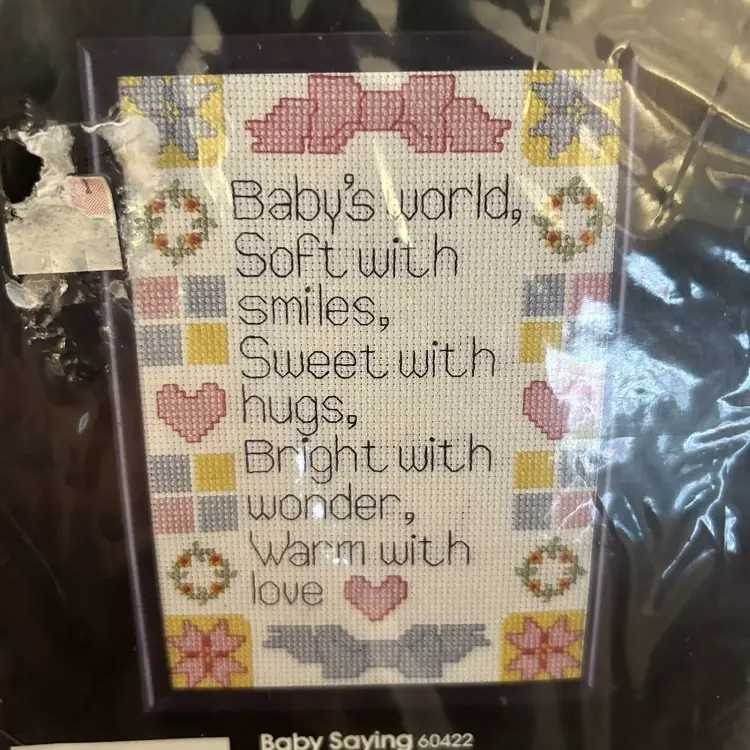 Baby's world,
Soft with
smiles,
Sweet with
hugs,
Bright with
wonder,
Warm with
love
Baby Saying 60422